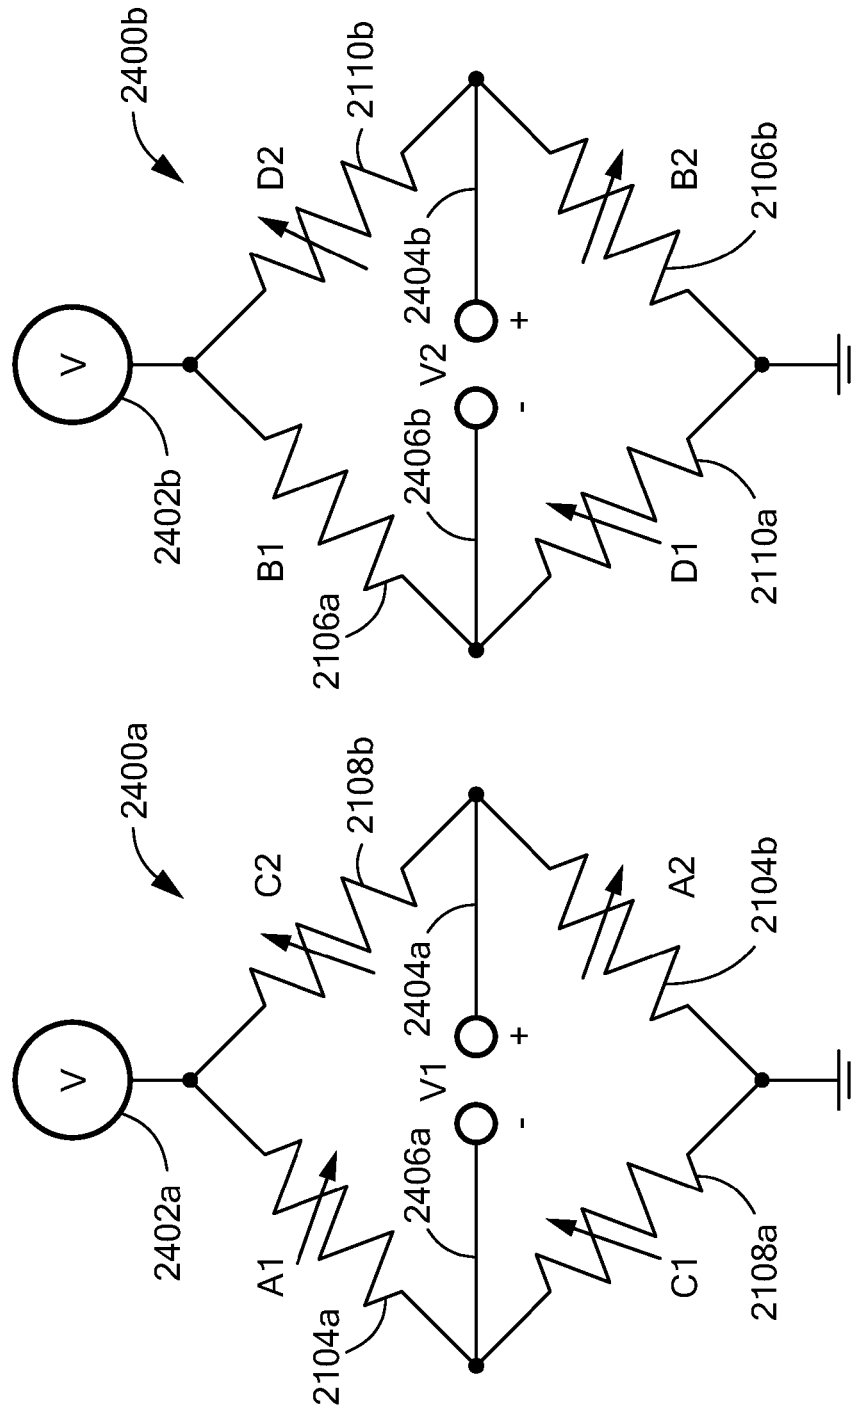 2400b
V
D2
2110b
2402b
B1
2404b
+
V2
2406b
-
B2
2106a
2106b
D1
2110a
2400a
V
C2
2108b
2402a
A1
2404a
+
V1
2406a
-
A2
2104a
2104b
C1
2108a